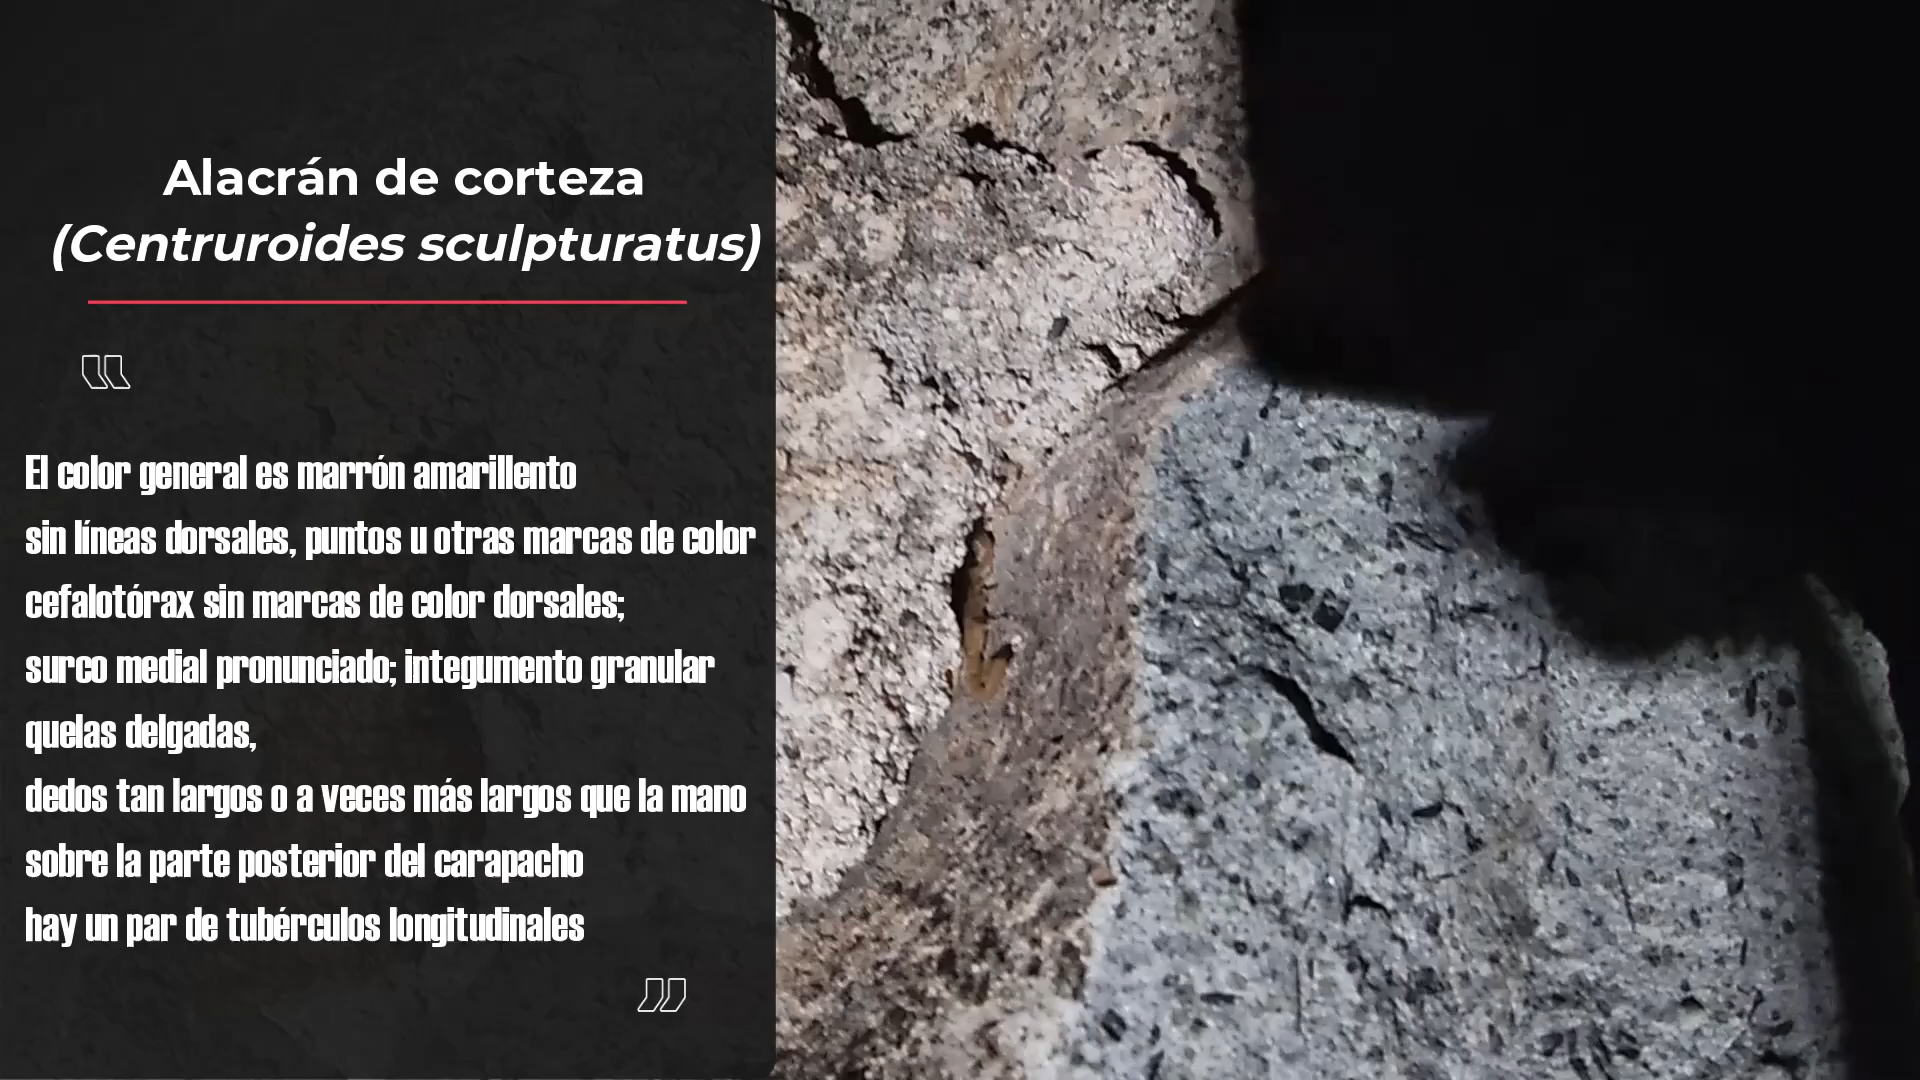 Alacrán de corteza
(Centruroides sculpturatus)
El color general es marrón amarillento
sin líneas dorsales, puntos u otras marcas de color
cefalotórax sin marcas de color dorsales;
surco medial pronunciado; integumento granular
quelas delgadas,
dedos tan largos o a veces más largos que la mano
sobre la parte posterior del carapacho
hay un par de tubérculos longitudinales